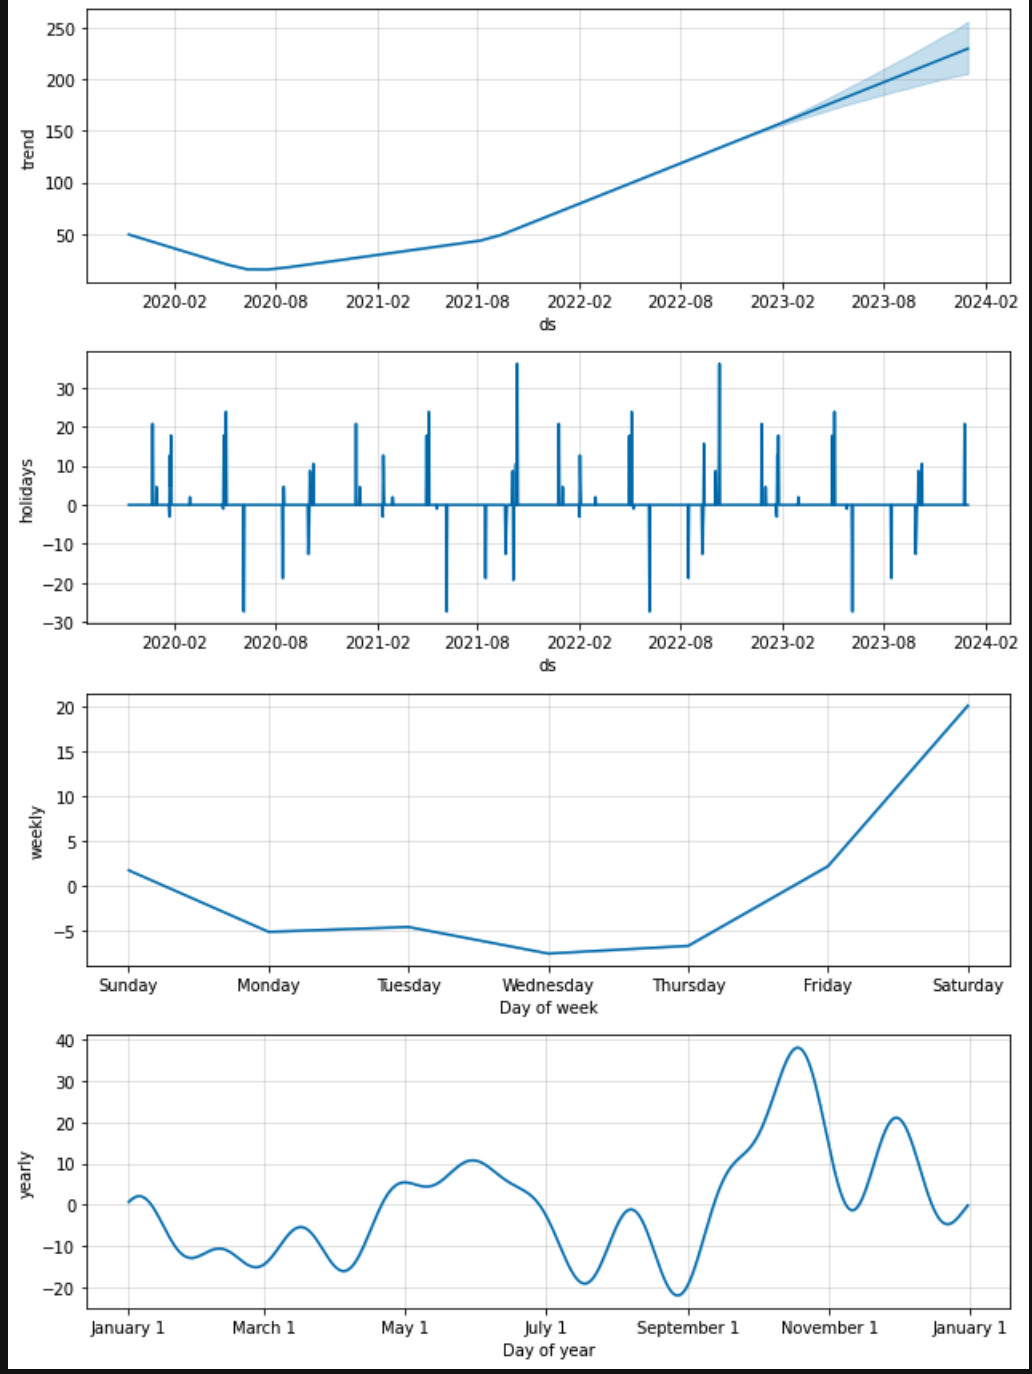 250
200
150
100
50
trend
2020-02 2020-08 2021-02 2021-08 2022-02 2022-08 2023-02 2023-08 2024-02
ds
30
20
10
0
−10
−20
−30
holidays
2020-02 2020-08 2021-02 2021-08 2022-02 2022-08 2023-02 2023-08 2024-02
ds
20
15
10
5
0
−5
weekly
Sunday Monday Tuesday Wednesday Thursday Friday Saturday
Day of week
40
30
20
10
0
−10
−20
yearly
January 1 March 1 May 1 July 1 September 1 November 1 January 1
Day of year